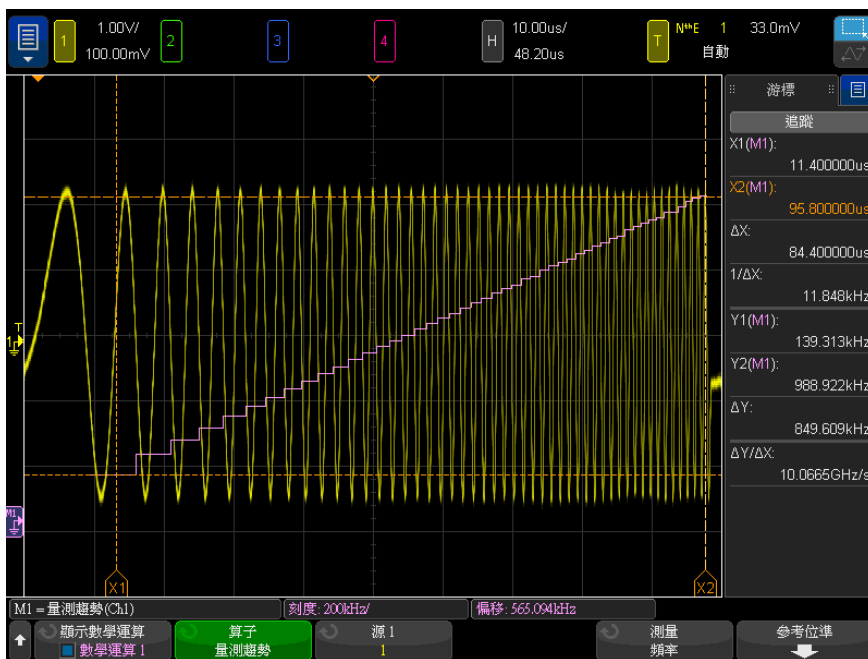 1 1.00V/ 100.00mV 2 3 4 H 10.00us/ 48.20us T NthE 1 33.0mV 自動
游標
追蹤
X1(M1):
11.400000us
X2(M1):
95.800000us
ΔX:
84.400000us
1/ΔX:
11.848kHz
Y1(M1):
139.313kHz
Y2(M1):
988.922kHz
ΔY:
849.609kHz
ΔY/ΔX:
10.0665GHz/s
T
1
M1
X1 X2
M1 = 量測趨勢(Ch1) 刻度: 200kHz/ 偏移: 565.094kHz
顯示數學運算 算子 源 1 測量 參考位準
數學運算 1 量測趨勢 1 頻率